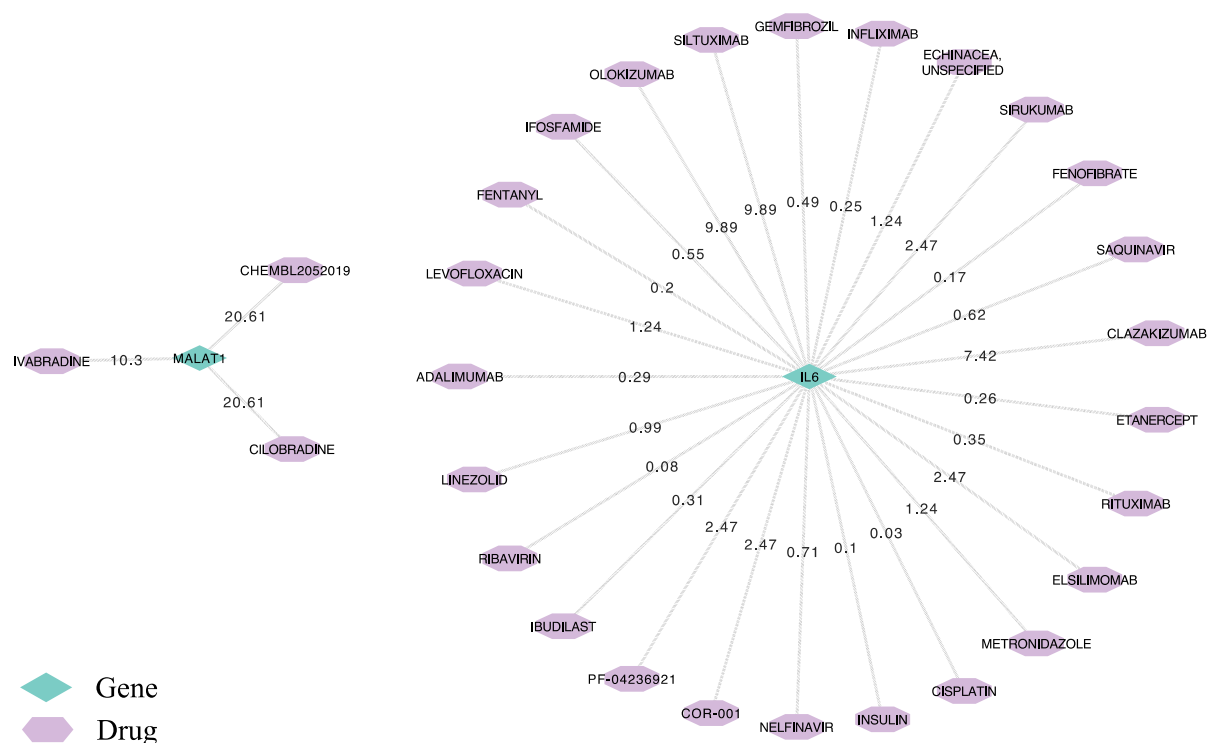 GEMFIBROZIL
INFLIXIMAB
SILTUXIMAB
ECHINACEA,
UNSPECIFIED
OLOKIZUMAB
SIRUKUMAB
IFOSFAMIDE
FENOFIBRATE
FENTANYL
SAQUINAVIR
LEVOFLOXACIN
CLAZAKIZUMAB
ADALIMUMAB
ETANERCEPT
LINEZOLID
RITUXIMAB
RIBAVIRIN
ELSILIMOMAB
IBUDILAST
METRONIDAZOLE
PF-04236921
CISPLATIN
COR-001
NELFINAVIR
INSULIN
IL6
9.89
9.89
0.49
0.25
1.24
2.47
0.17
0.62
7.42
0.26
0.35
2.47
1.24
0.03
0.1
0.71
2.47
2.47
0.31
0.08
0.99
0.29
1.24
0.2
0.55
CHEMBL2052019
20.61
IVABRADINE
10.3
MALAT1
20.61
CILOBRADINE
Gene
Drug